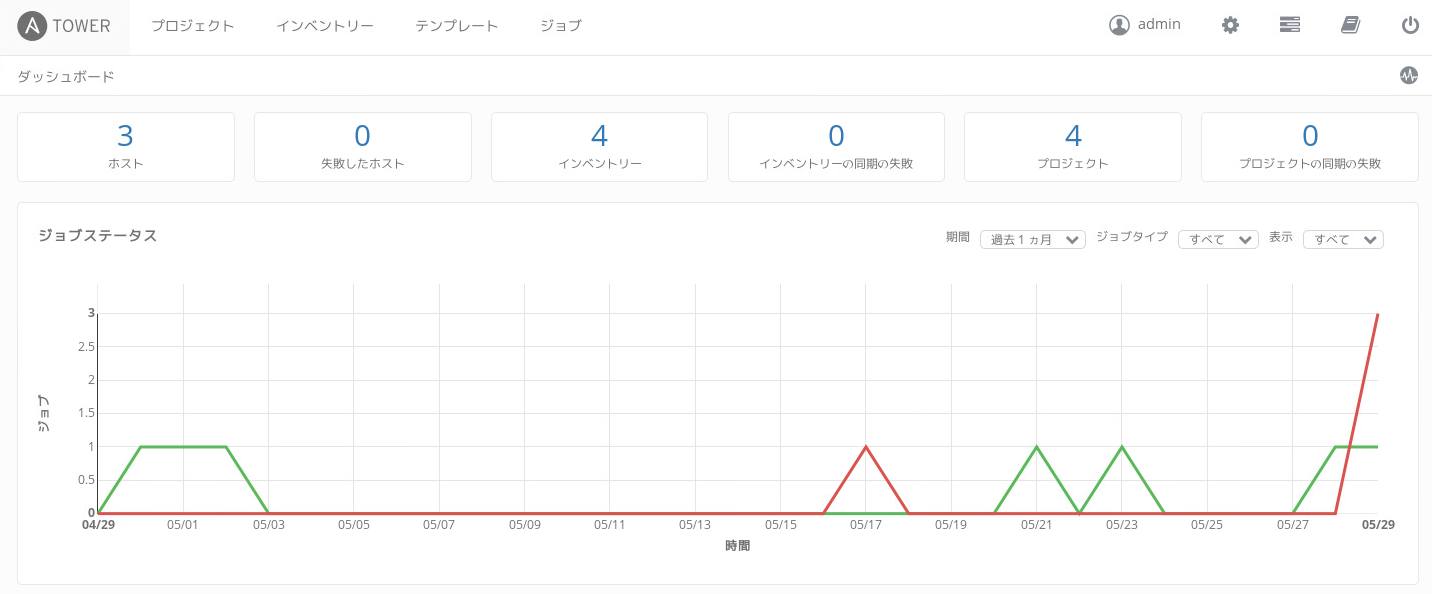 TOWER プロジェクト インベントリー テンプレート ジョブ admin
ダッシュボード
3 0 4 0 4 0
ホスト 失敗したホスト インベントリー インベントリーの同期の失敗 プロジェクト プロジェクトの同期の失敗
ジョブステータス 期間 過去 1 ヵ月 ジョブタイプ すべて 表示 すべて
3
2.5
2
1.5
1
0.5
0
ジョブ
04/29 05/01 05/03 05/05 05/07 05/09 05/11 05/13 05/15 05/17 05/19 05/21 05/23 05/25 05/27 05/29
時間